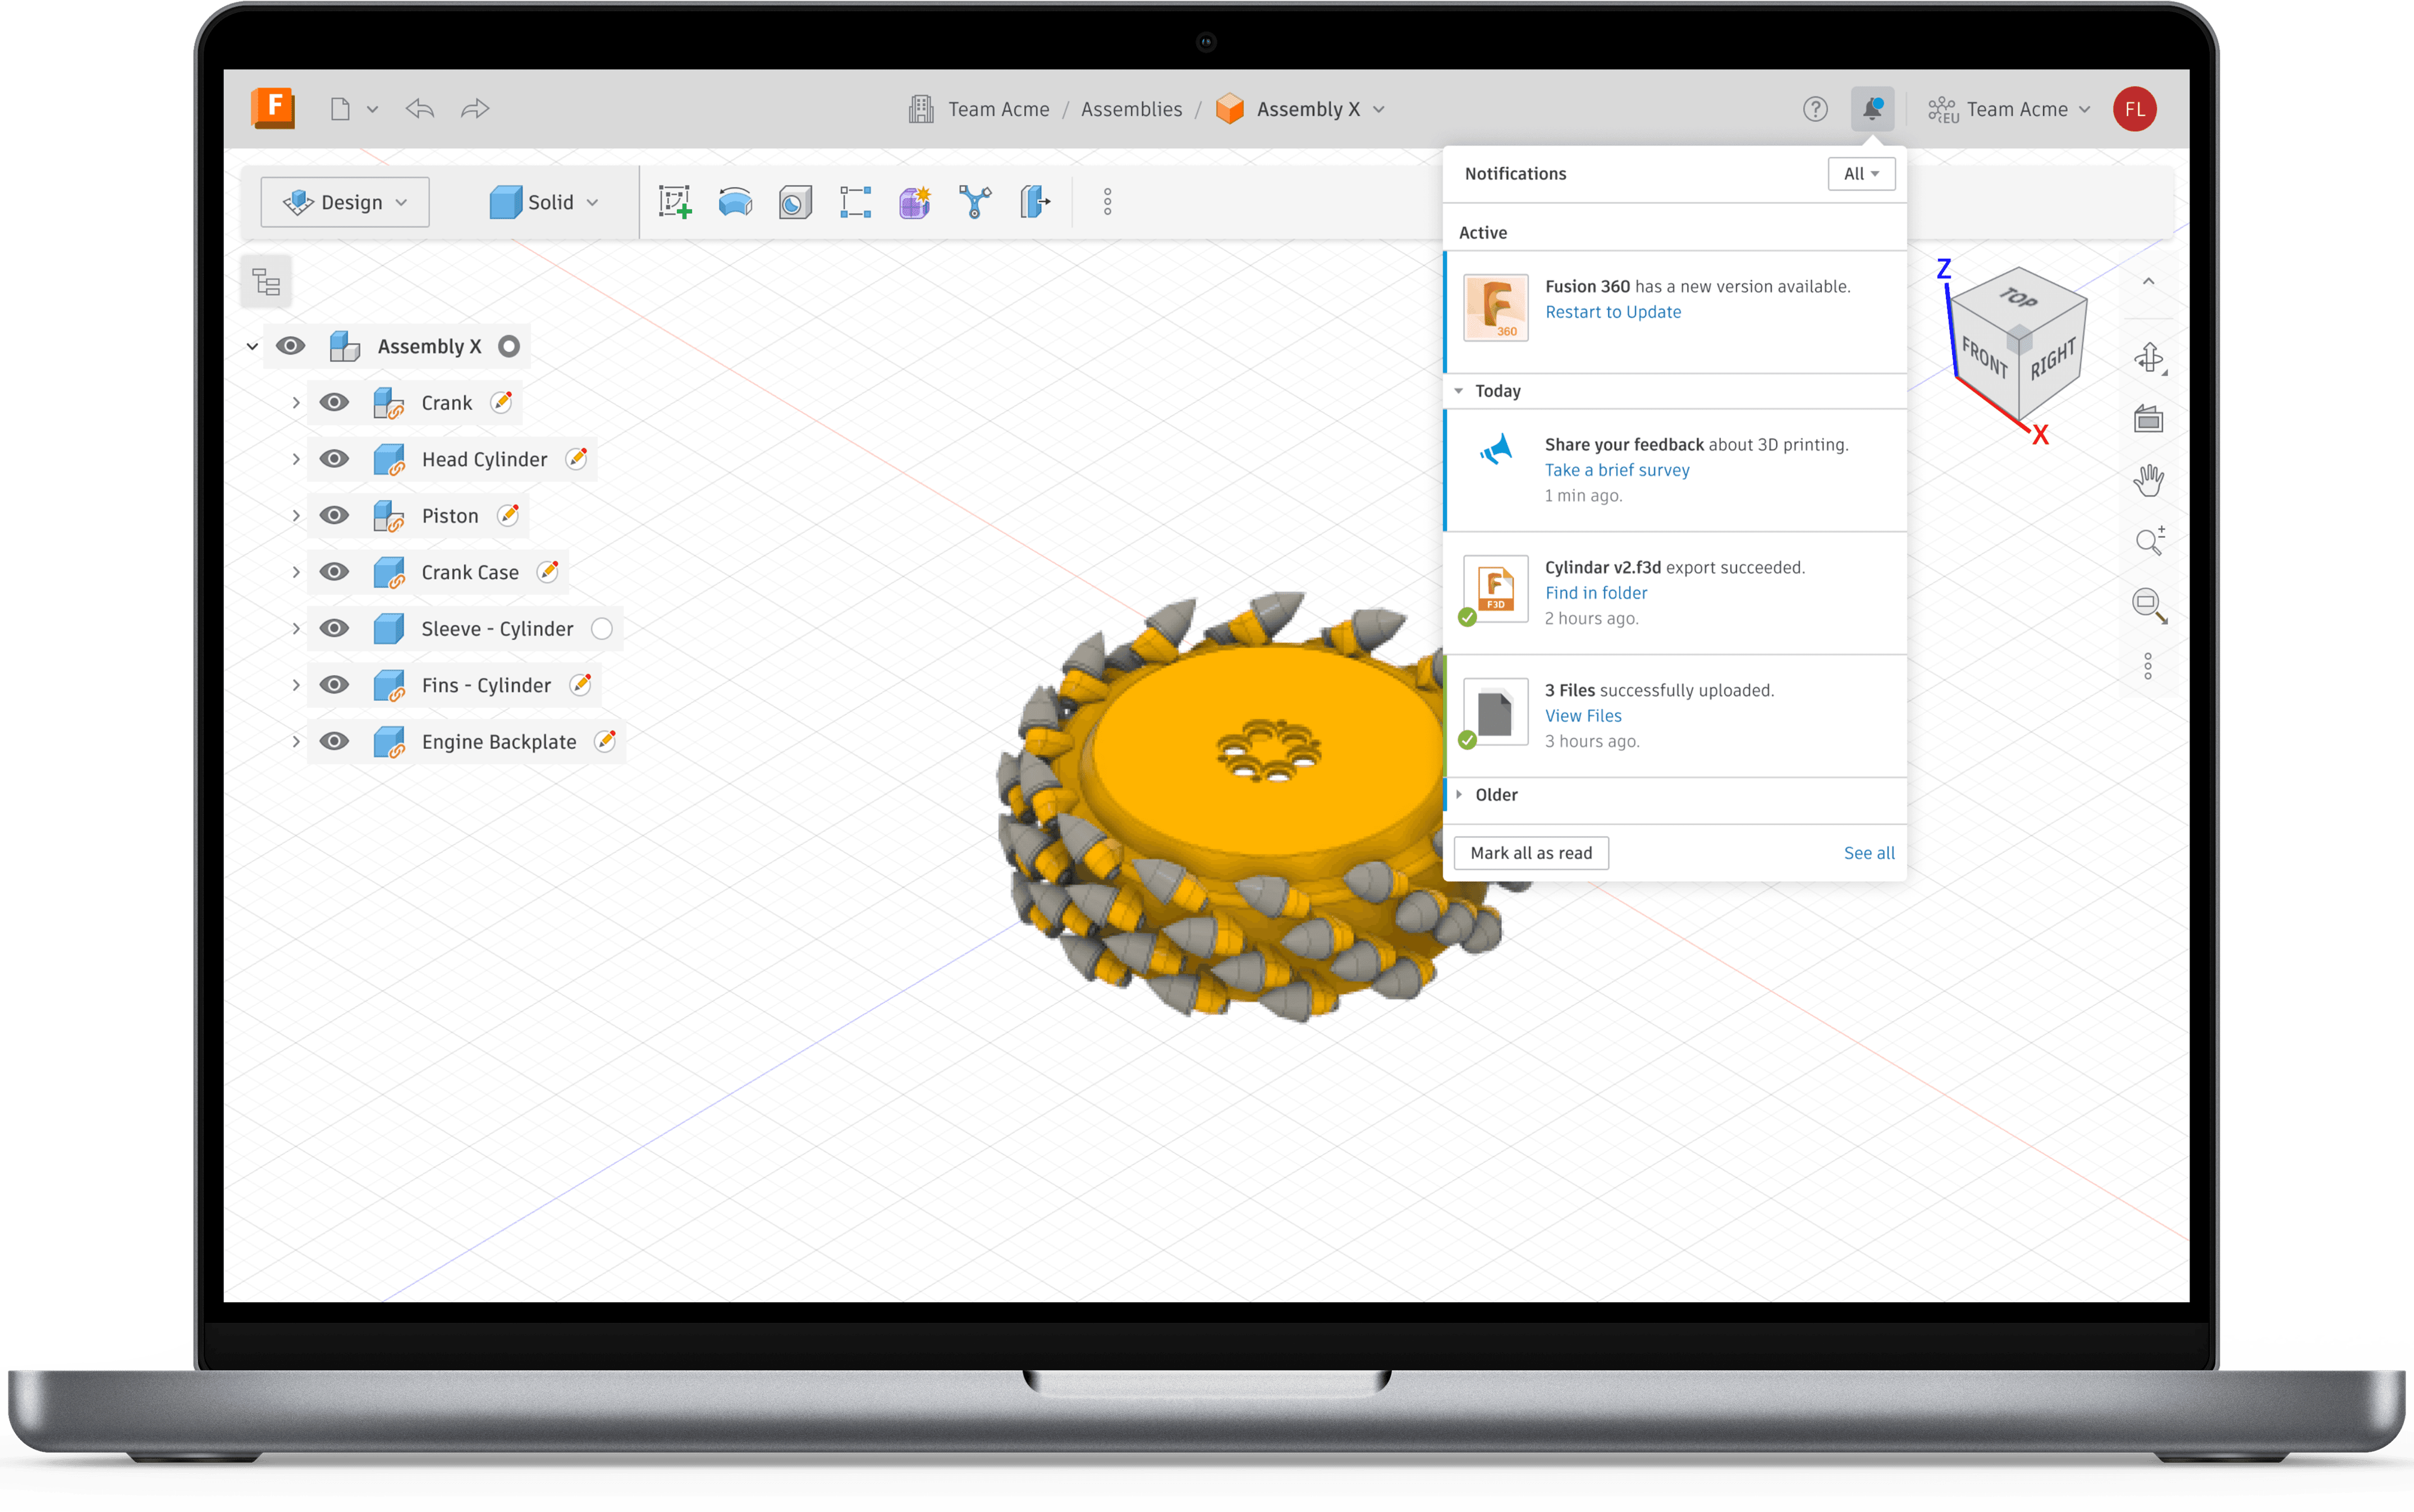 F
Team Acme / Assemblies / Assembly X
?
EU
Team Acme
FL
Design
Solid
Notifications
All
Active
Fusion 360 has a new version available.
Restart to Update
360
Today
Share your feedback about 3D printing.
Take a brief survey
1 min ago.
Cylindar v2.f3d export succeeded.
Find in folder
2 hours ago.
F3D
3 Files successfully uploaded.
View Files
3 hours ago.
Older
Mark all as read
See all
Assembly X
Crank
Head Cylinder
Piston
Crank Case
Sleeve - Cylinder
Fins - Cylinder
Engine Backplate
Z
TOP
FRONT
RIGHT
X